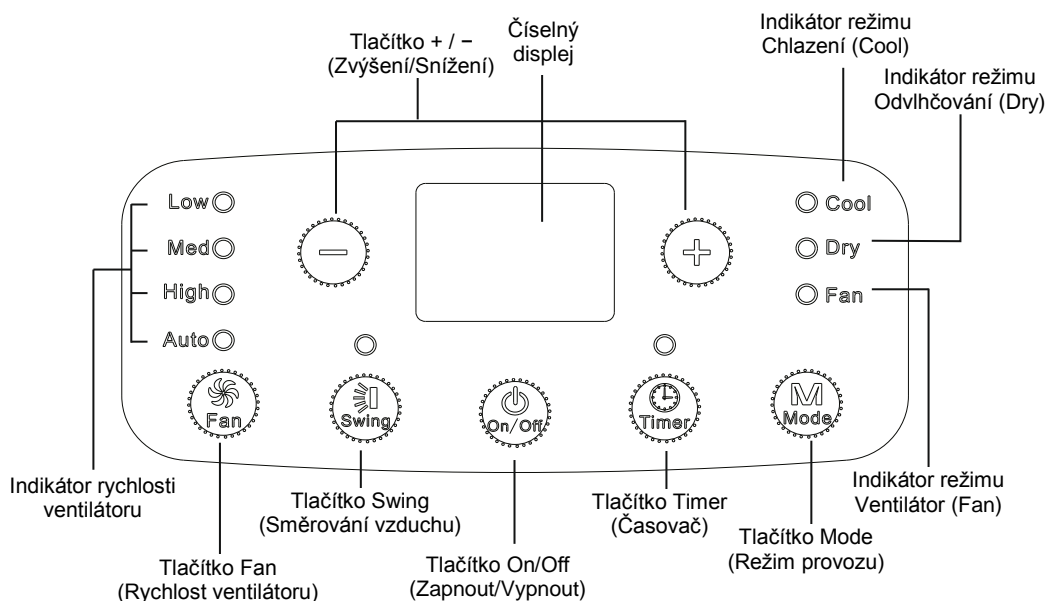 Tlačítko + / −
(Zvýšení/Snížení)
Číselný
displej
Indikátor režimu
Chlazení (Cool)
Indikátor režimu
Odvlhčování (Dry)
Low
Med
High
Auto
Cool
Dry
Fan
Fan
Swing
On/Off
Timer
M
Mode
Indikátor rychlosti
ventilátoru
Tlačítko Swing
(Směrování vzduchu)
Tlačítko Timer
(Časovač)
Indikátor režimu
Ventilátor (Fan)
Tlačítko Fan
(Rychlost ventilátoru)
Tlačítko On/Off
(Zapnout/Vypnout)
Tlačítko Mode
(Režim provozu)